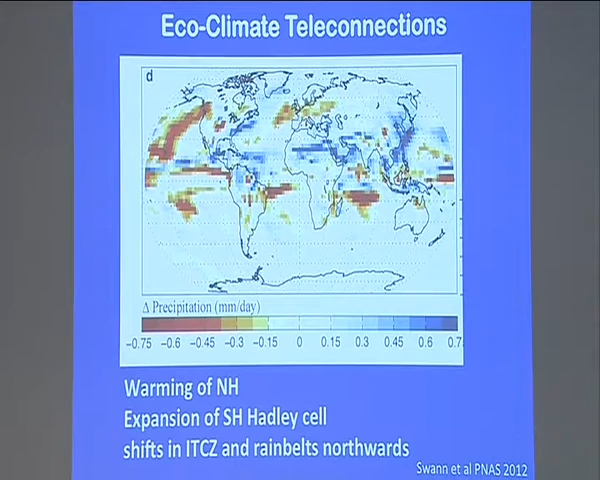 Eco-Climate Teleconnections
d
Δ Precipitation (mm/day)
−0.75 −0.6 −0.45 −0.3 −0.15 0 0.15 0.3 0.45 0.6 0.7
Warming of NH
Expansion of SH Hadley cell
shifts in ITCZ and rainbelts northwards
Swann et al PNAS 2012